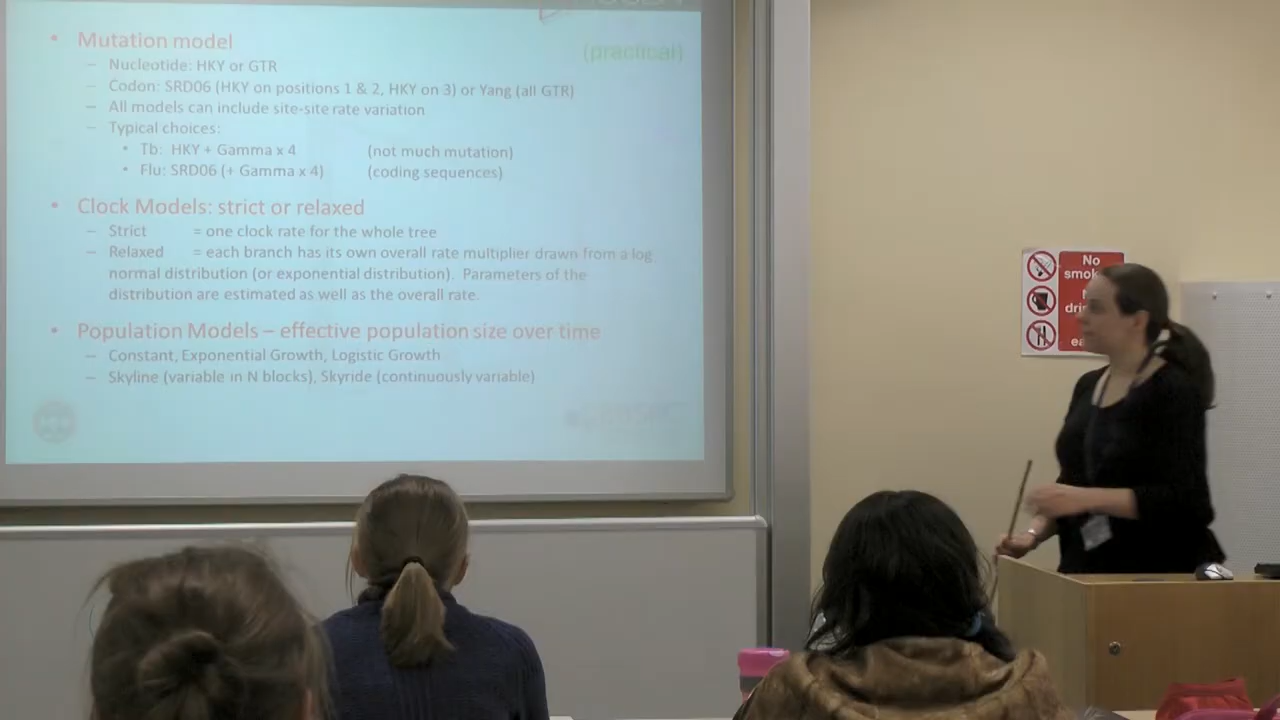 (practical)
• Mutation model
– Nucleotide: HKY or GTR
– Codon: SRD06 (HKY on positions 1 & 2, HKY on 3) or Yang (all GTR)
– All models can include site-site rate variation
– Typical choices:
• Tb: HKY + Gamma x 4 (not much mutation)
• Flu: SRD06 (+ Gamma x 4) (coding sequences)
• Clock Models: strict or relaxed
– Strict = one clock rate for the whole tree
– Relaxed = each branch has its own overall rate multiplier drawn from a log
normal distribution (or exponential distribution). Parameters of the
distribution are estimated as well as the overall rate.
• Population Models – effective population size over time
– Constant, Exponential Growth, Logistic Growth
– Skyline (variable in N blocks), Skyride (continuously variable)
No
smok